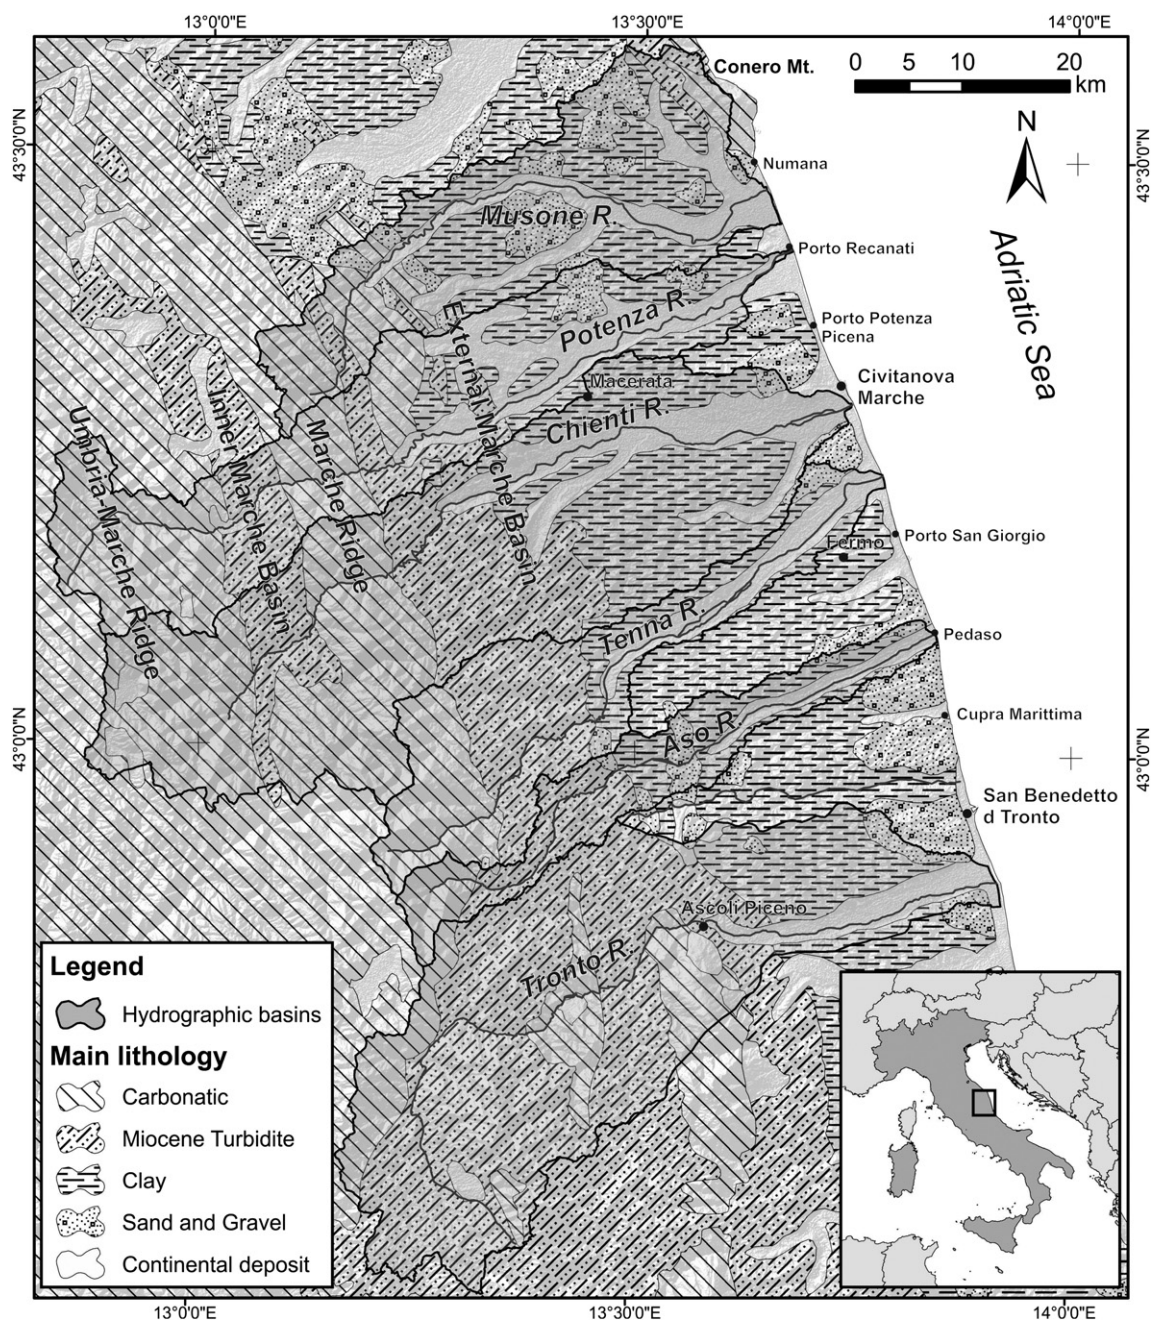 13°0'0"E
13°30'0"E
14°0'0"E
43°30'0"N
43°30'0"N
Conero Mt.
0 5 10 20
km
N
Numana
Musone R.
Adriatic Sea
Porto Recanati
Potenza R.
Porto Potenza
Picena
External Marche Basin
Macerata
Civitanova
Marche
Chienti R.
Umbria-Marche Ridge
Inner Marche Basin
Marche Ridge
Porto San Giorgio
Fermo
Tenna R.
Pedaso
Aso R.
Cupra Marittima
43°0'0"N
43°0'0"N
San Benedetto
d Tronto
Ascoli Piceno
Tronto R.
Legend
Hydrographic basins
Main lithology
Carbonatic
Miocene Turbidite
Clay
Sand and Gravel
Continental deposit
13°0'0"E
13°30'0"E
14°0'0"E